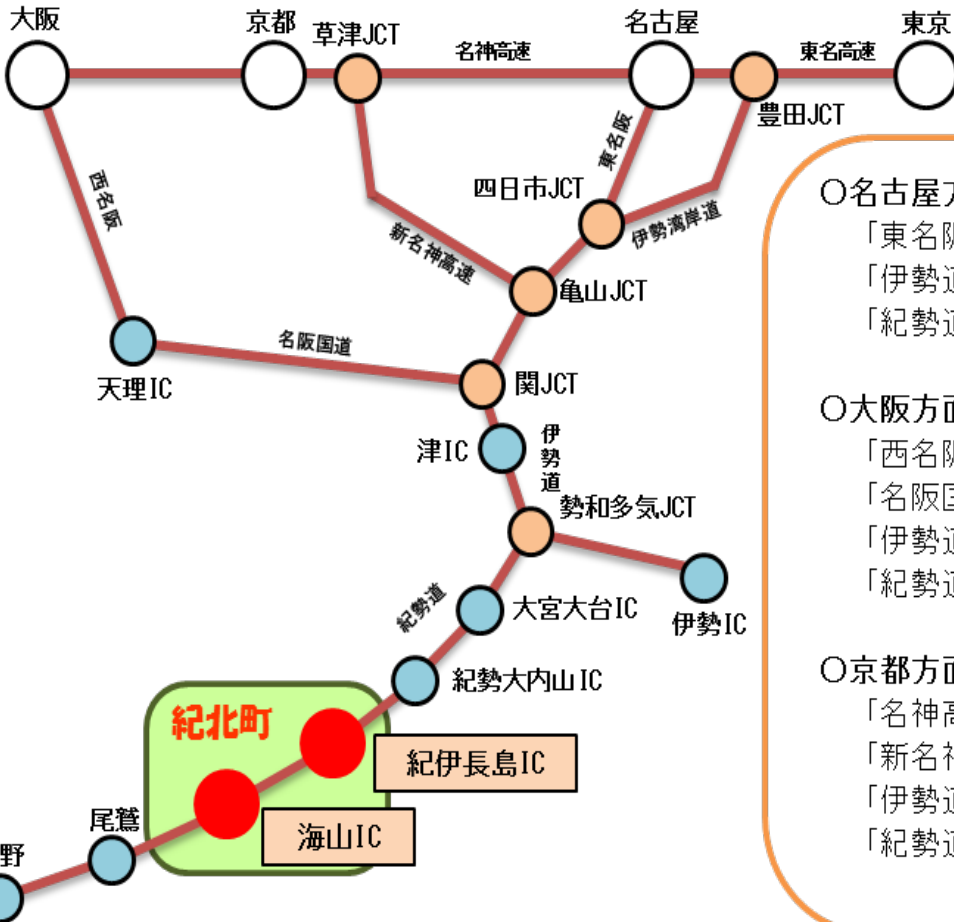 大阪
京都
草津JCT
名神高速
名古屋
東名高速
東京
豊田JCT
東名阪
四日市JCT
伊勢湾岸道
西名阪
新名神高速
亀山JCT
名阪国道
天理IC
関JCT
津IC
伊勢道
勢和多気JCT
伊勢IC
大宮大台IC
紀勢道
紀勢大内山IC
紀北町
紀伊長島IC
海山IC
尾鷲
野
○名古屋方
「東名阪
「伊勢道
「紀勢道
○大阪方面
「西名阪
「名阪国
「伊勢道
「紀勢道
○京都方面
「名神高
「新名神
「伊勢道
「紀勢道